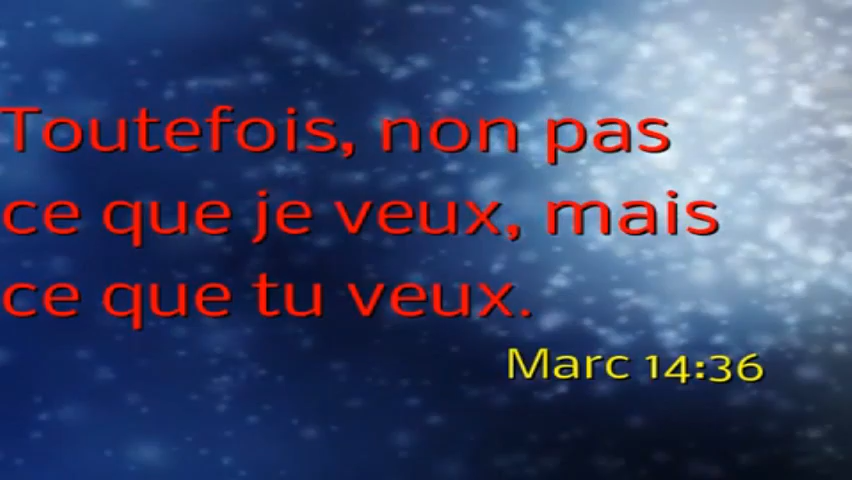 Toutefois, non pas
ce que je veux, mais
ce que tu veux.
Marc 14:36